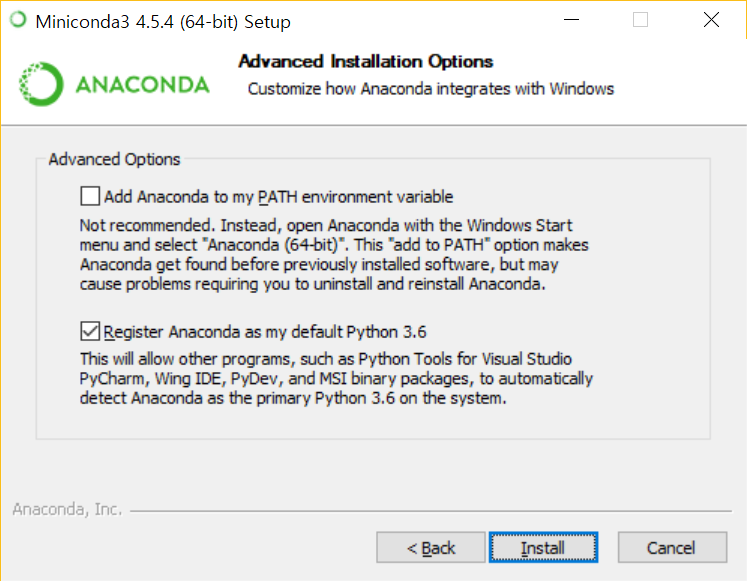 Miniconda3 4.5.4 (64-bit) Setup
ANACONDA
Advanced Installation Options
Customize how Anaconda integrates with Windows
Advanced Options
Add Anaconda to my PATH environment variable
Not recommended. Instead, open Anaconda with the Windows Start
menu and select "Anaconda (64-bit)". This "add to PATH" option makes
Anaconda get found before previously installed software, but may
cause problems requiring you to uninstall and reinstall Anaconda.
Register Anaconda as my default Python 3.6
This will allow other programs, such as Python Tools for Visual Studio
PyCharm, Wing IDE, PyDev, and MSI binary packages, to automatically
detect Anaconda as the primary Python 3.6 on the system.
Anaconda, Inc.
< Back
Install
Cancel